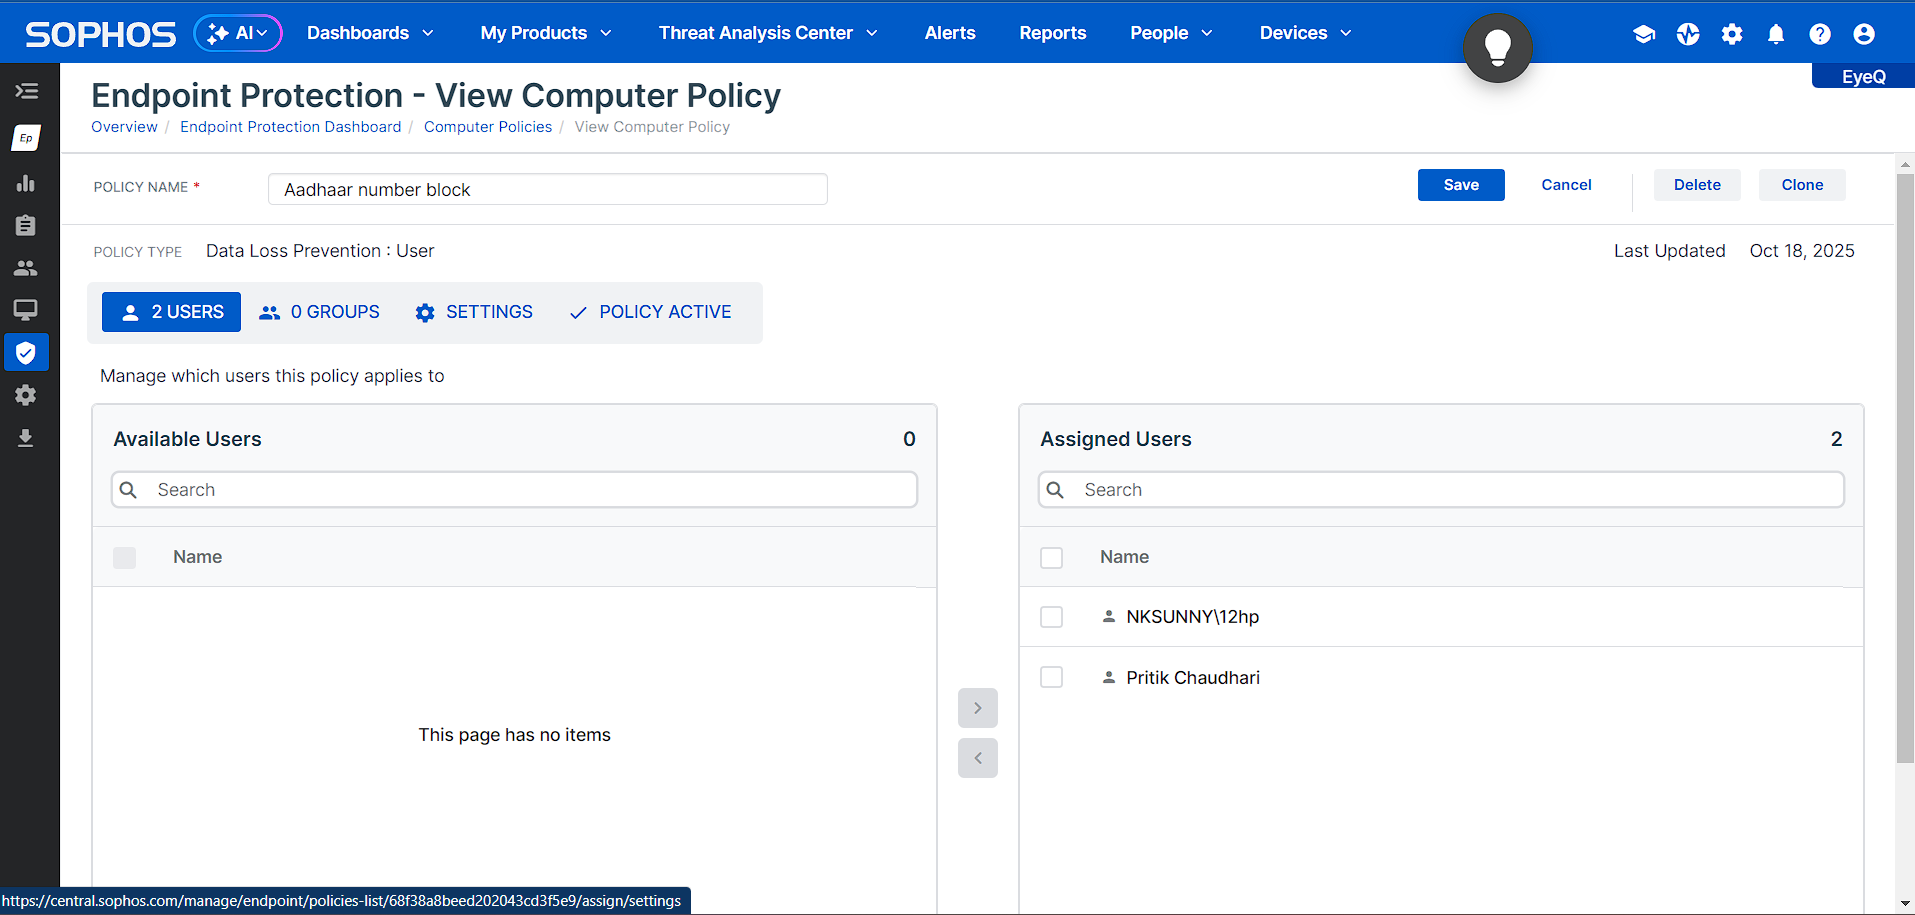 SOPHOS AI Dashboards My Products Threat Analysis Center Alerts Reports People Devices
EyeQ
Endpoint Protection - View Computer Policy
Overview / Endpoint Protection Dashboard / Computer Policies / View Computer Policy
Ep
POLICY NAME * Aadhaar number block Save Cancel Delete Clone
POLICY TYPE Data Loss Prevention : User Last Updated Oct 18, 2025
2 USERS 0 GROUPS SETTINGS POLICY ACTIVE
Manage which users this policy applies to
Available Users 0
Search
Name
This page has no items
Assigned Users 2
Search
Name
NKSUNNY\12hp
Pritik Chaudhari
https://central.sophos.com/manage/endpoint/policies-list/68f38a8beed202043cd3f5e9/assign/settings